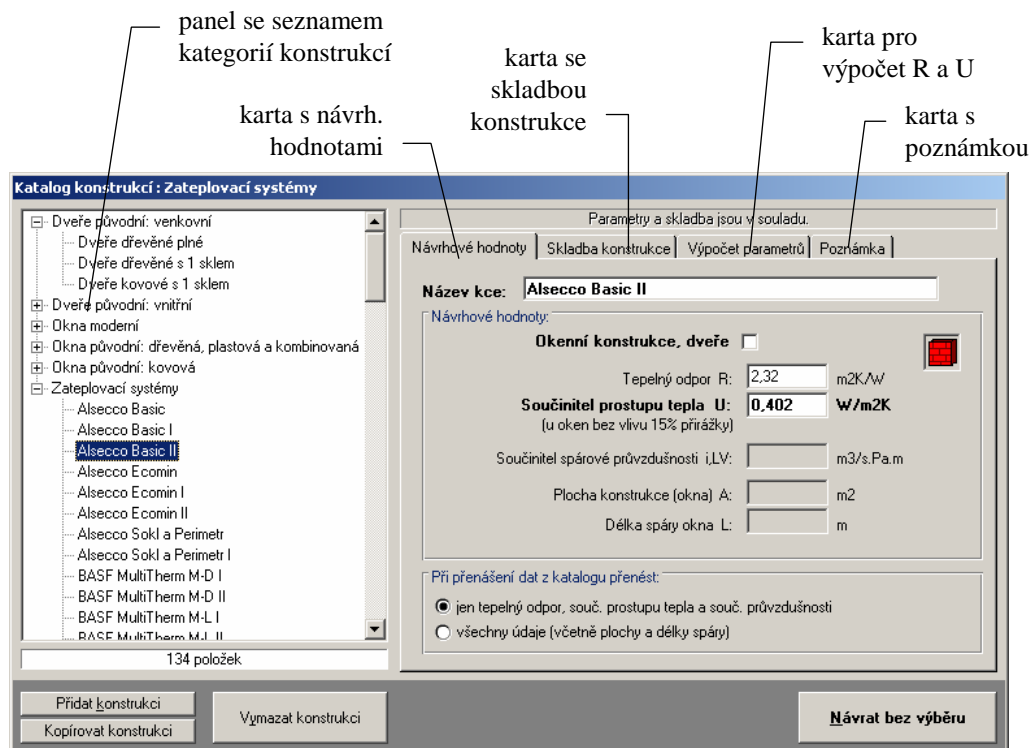 panel se seznamem
kategorií konstrukcí
karta se
skladbou
konstrukce
karta pro
výpočet R a U
karta s návrh.
hodnotami
karta s
poznámkou
Katalog konstrukcí : Zateplovací systémy
Dveře původní: venkovní
Dveře dřevěné plné
Dveře dřevěné s 1 sklem
Dveře kovové s 1 sklem
Dveře původní: vnitřní
Okna moderní
Okna původní: dřevěná, plastová a kombinovaná
Okna původní: kovová
Zateplovací systémy
Alsecco Basic
Alsecco Basic I
Alsecco Basic II
Alsecco Ecomin
Alsecco Ecomin I
Alsecco Ecomin II
Alsecco Sokl a Perimetr
Alsecco Sokl a Perimetr I
BASF MultiTherm M-D I
BASF MultiTherm M-D II
BASF MultiTherm M-L I
BASF MultiTherm M-L II
134 položek
Parametry a skladba jsou v souladu.
Návrhové hodnoty Skladba konstrukce Výpočet parametrů Poznámka
Název kce: Alsecco Basic II
Návrhové hodnoty:
Okenní konstrukce, dveře
Tepelný odpor R: 2,32 m2K/W
Součinitel prostupu tepla U: 0,402 W/m2K
(u oken bez vlivu 15% přirážky)
Součinitel spárové průvzdušnosti i,LV: m3/s.Pa.m
Plocha konstrukce (okna) A: m2
Délka spáry okna L: m
Při přenášení dat z katalogu přenést:
jen tepelný odpor, souč. prostupu tepla a souč. průvzdušnosti
všechny údaje (včetně plochy a délky spáry)
Přidat konstrukci
Kopírovat konstrukci
Vymazat konstrukci
Návrat bez výběru